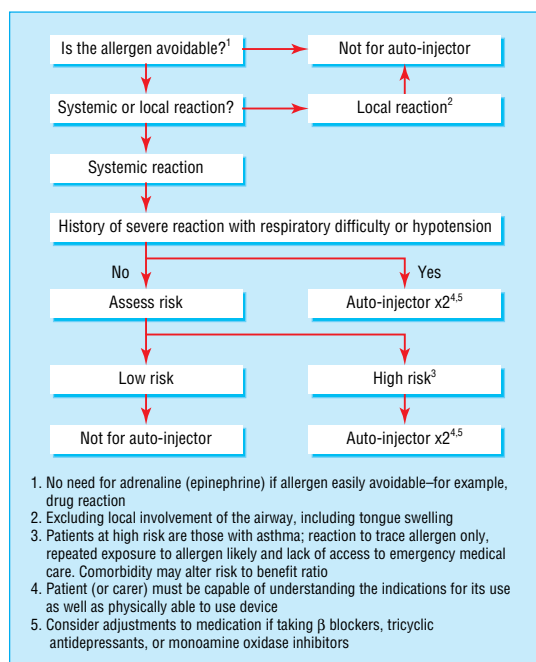 Is the allergen avoidable?1
Not for auto-injector
Systemic or local reaction?
Local reaction2
Systemic reaction
History of severe reaction with respiratory difficulty or hypotension
No
Yes
Assess risk
Auto-injector x24,5
Low risk
High risk3
Not for auto-injector
Auto-injector x24,5
1. No need for adrenaline (epinephrine) if allergen easily avoidable–for example,
drug reaction
2. Excluding local involvement of the airway, including tongue swelling
3. Patients at high risk are those with asthma; reaction to trace allergen only,
repeated exposure to allergen likely and lack of access to emergency medical
care. Comorbidity may alter risk to benefit ratio
4. Patient (or carer) must be capable of understanding the indications for its use
as well as physically able to use device
5. Consider adjustments to medication if taking β blockers, tricyclic
antidepressants, or monoamine oxidase inhibitors